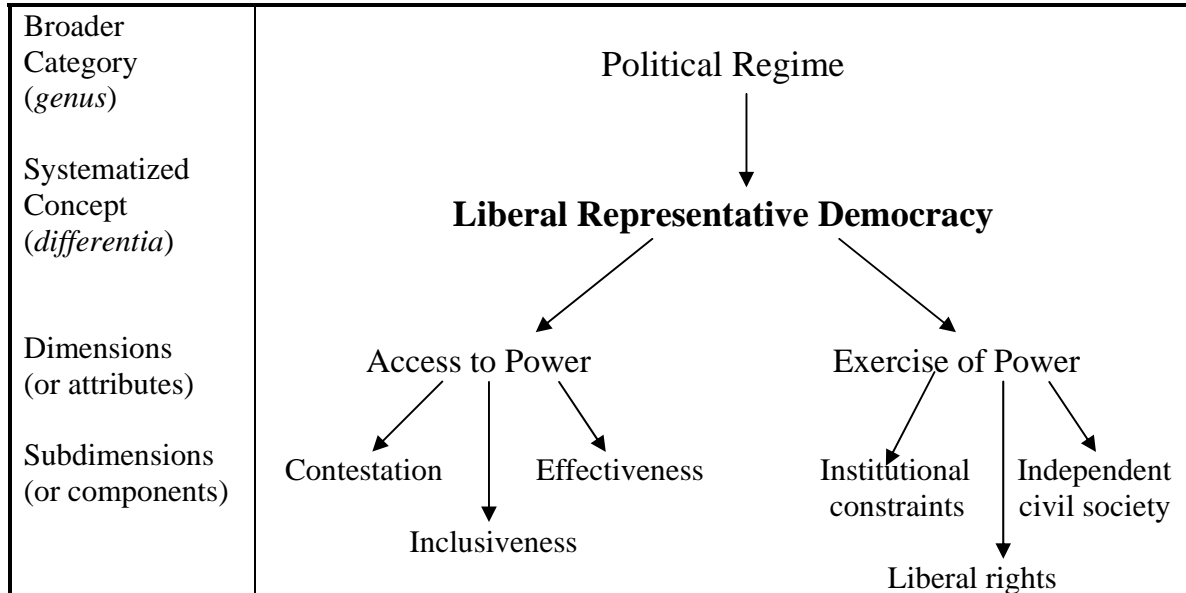 Broader
Category
(genus)
Political Regime
Systematized
Concept
(differentia)
Liberal Representative Democracy
Dimensions
(or attributes)
Access to Power
Exercise of Power
Subdimensions
(or components)
Contestation
Effectiveness
Inclusiveness
Institutional
constraints
Independent
civil society
Liberal rights